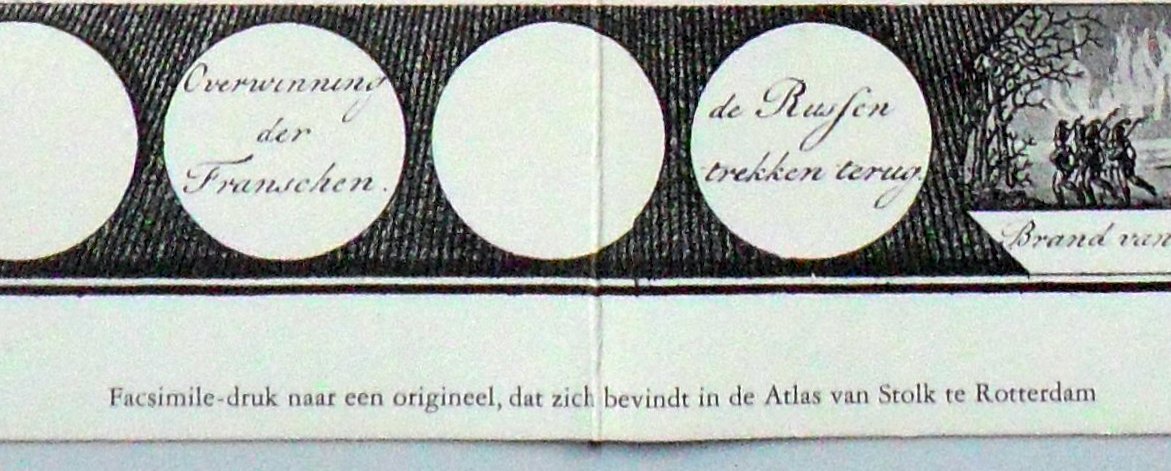 Overwinning
der
Franschen.
de Russen
trekken terug.
Brand van
Facsimile-druk naar een origineel, dat zich bevindt in de Atlas van Stolk te Rotterdam